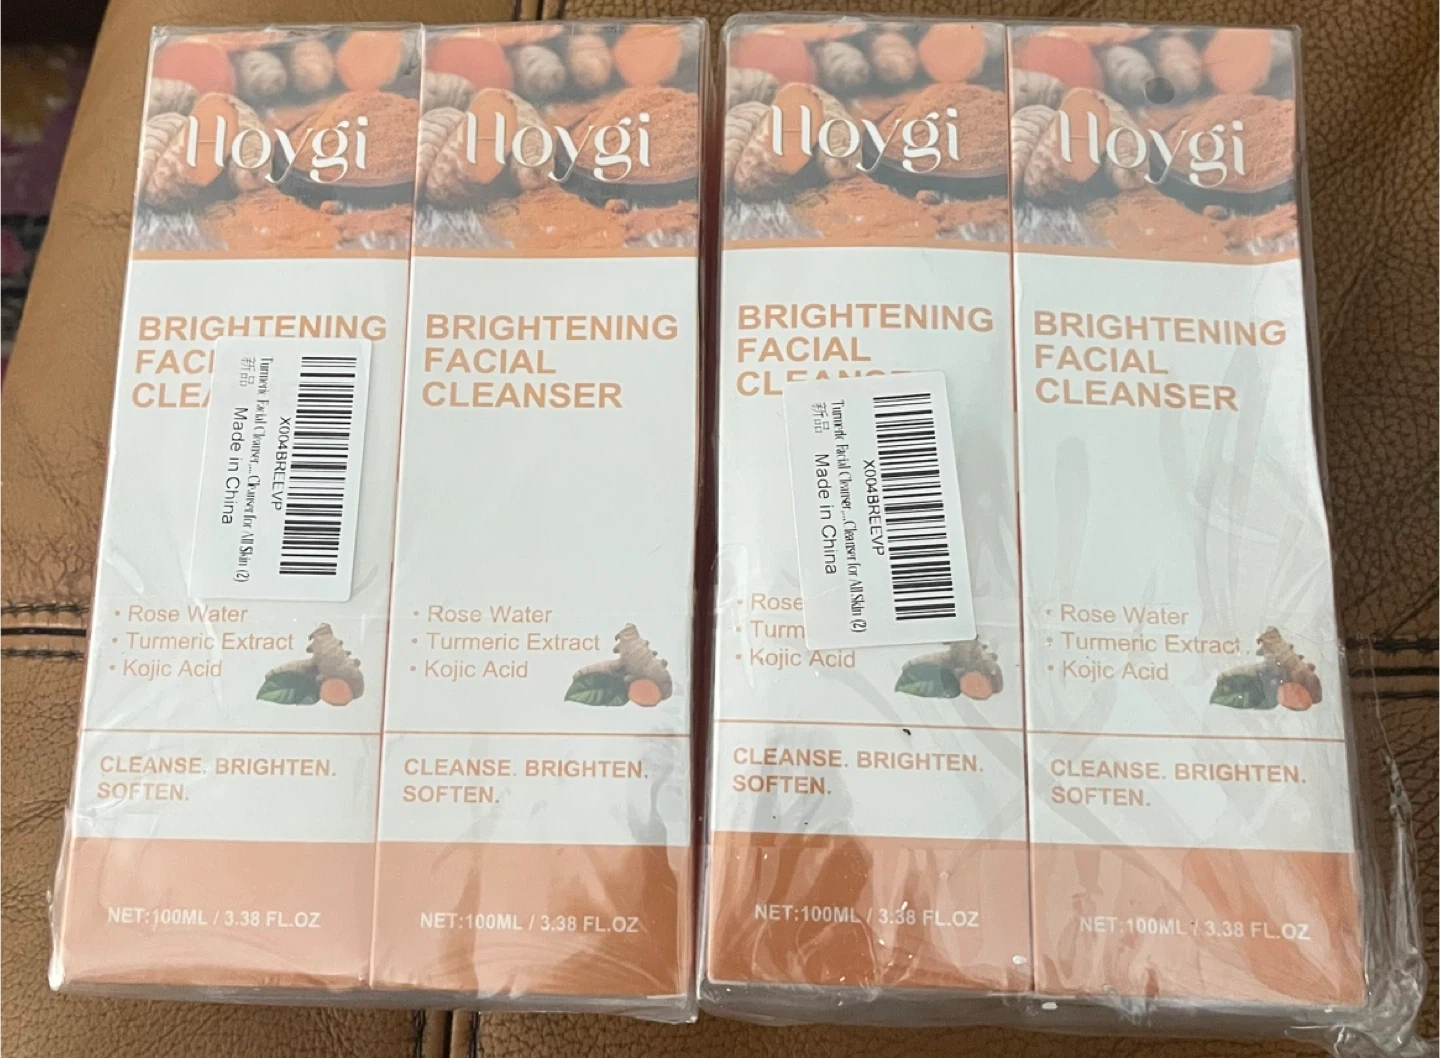 Hoygi
BRIGHTENING
FACI
CLEA
Turmeric Facial Cleanser,... Cleanser for All Skin (2)
新品 Made in China
X004BREEVP
• Rose Water
• Turmeric Extract
• Kojic Acid
CLEANSE. BRIGHTEN.
SOFTEN.
NET:100ML / 3.38 FL.OZ
Hoygi
BRIGHTENING
FACIAL
CLEANSER
• Rose Water
• Turmeric Extract
• Kojic Acid
CLEANSE. BRIGHTEN.
SOFTEN.
NET:100ML / 3.38 FL.OZ
Hoygi
BRIGHTENING
FACIAL
CLEANSER
X004BREEVP
Turmeric Facial Cleanser,... Cleanser for All Skin (2)
新品 Made in China
• Rose
• Turm
• Kojic Acid
CLEANSE. BRIGHTEN.
SOFTEN.
NET:100ML / 3.38 FL.OZ
Hoygi
BRIGHTENING
FACIAL
CLEANSER
• Rose Water
• Turmeric Extract
• Kojic Acid
CLEANSE. BRIGHTEN.
SOFTEN.
NET:100ML / 3.38 FL.OZ